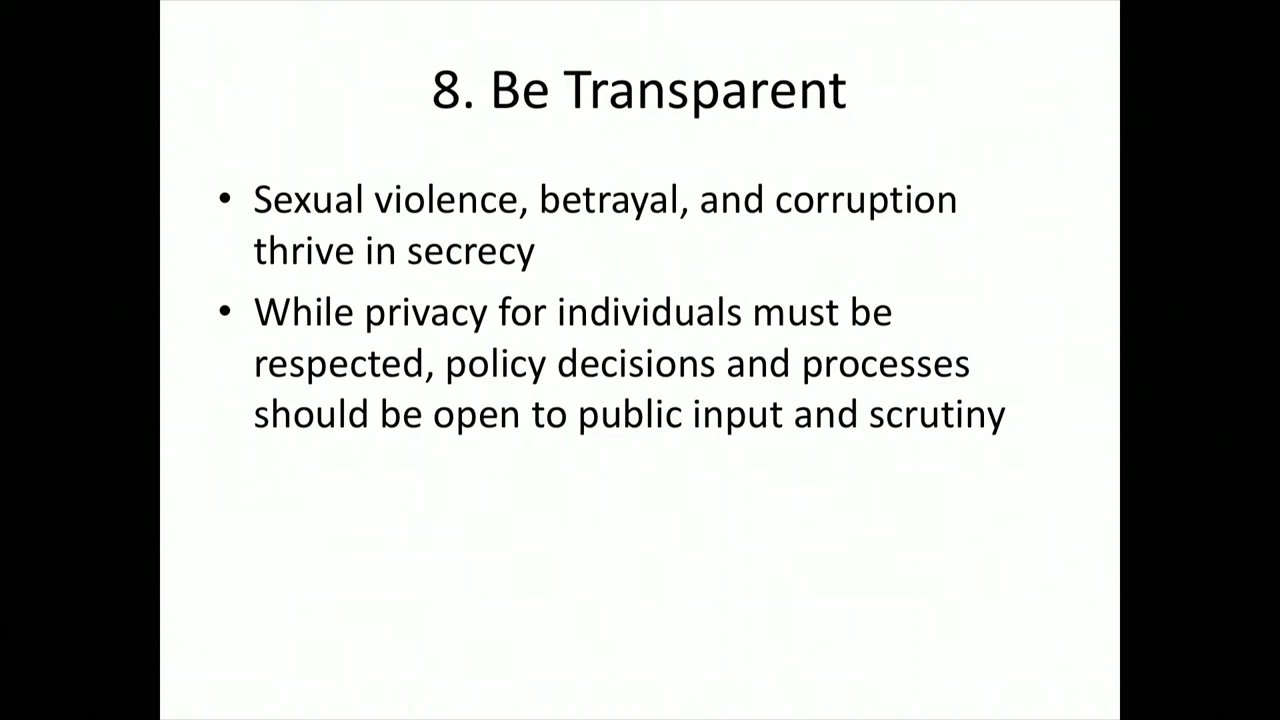 8. Be Transparent
• Sexual violence, betrayal, and corruption
thrive in secrecy
• While privacy for individuals must be
respected, policy decisions and processes
should be open to public input and scrutiny